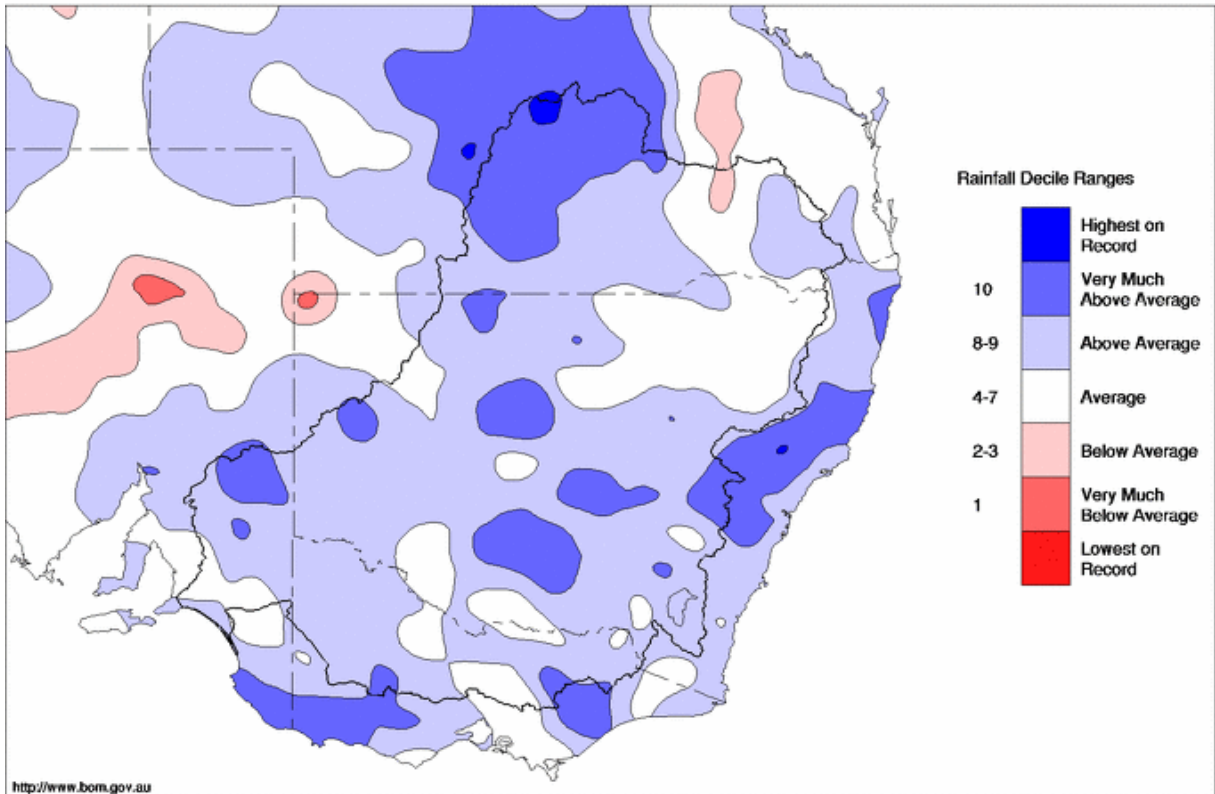 Rainfall Decile Ranges
Highest on
Record
10
Very Much
Above Average
8-9
Above Average
4-7
Average
2-3
Below Average
1
Very Much
Below Average
Lowest on
Record
http://www.bom.gov.au